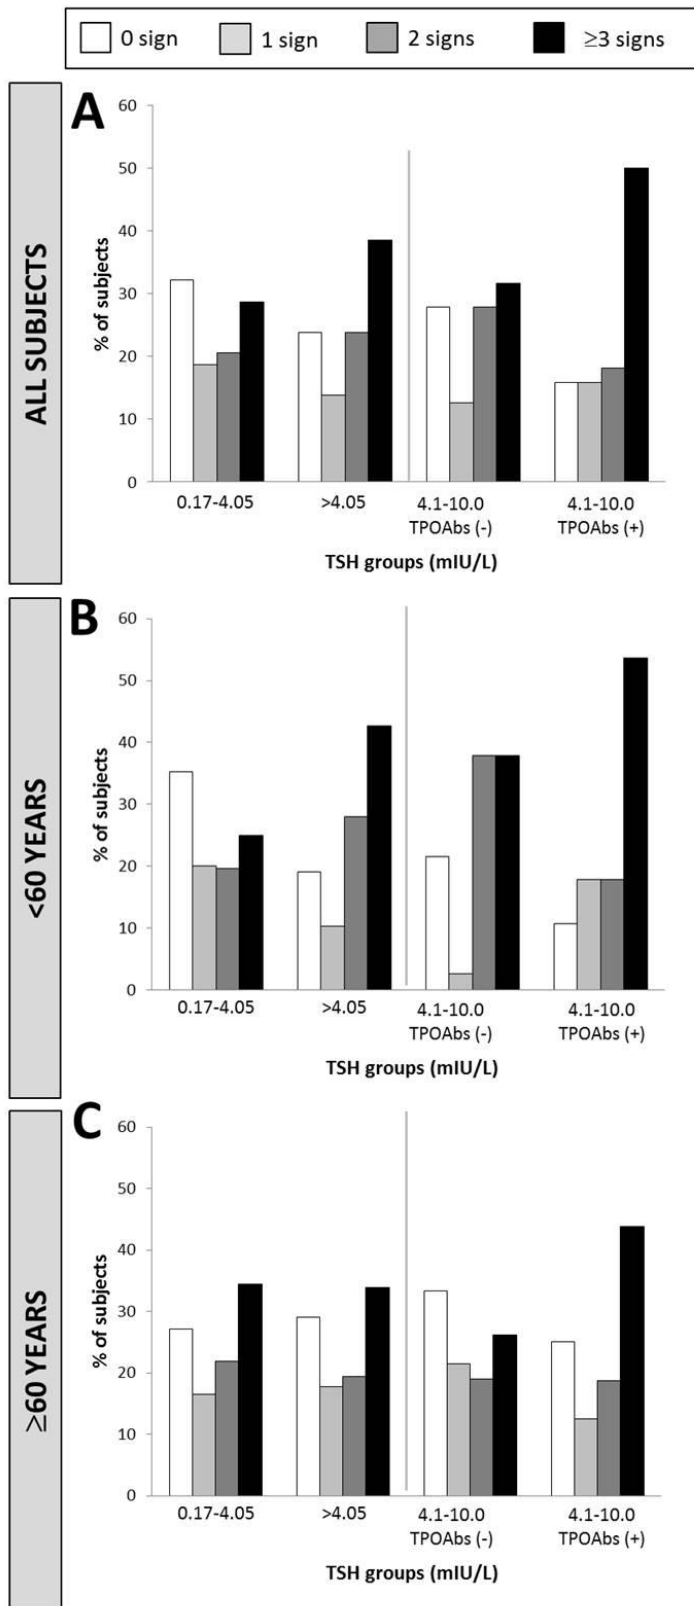 0 sign 1 sign 2 signs ≥3 signs
ALL SUBJECTS
A
% of subjects
60
50
40
30
20
10
0
0.17-4.05 >4.05 4.1-10.0 4.1-10.0
TPOAbs (-) TPOAbs (+)
TSH groups (mIU/L)
<60 YEARS
B
% of subjects
60
50
40
30
20
10
0
0.17-4.05 >4.05 4.1-10.0 4.1-10.0
TPOAbs (-) TPOAbs (+)
TSH groups (mIU/L)
≥60 YEARS
C
% of subjects
60
50
40
30
20
10
0
0.17-4.05 >4.05 4.1-10.0 4.1-10.0
TPOAbs (-) TPOAbs (+)
TSH groups (mIU/L)